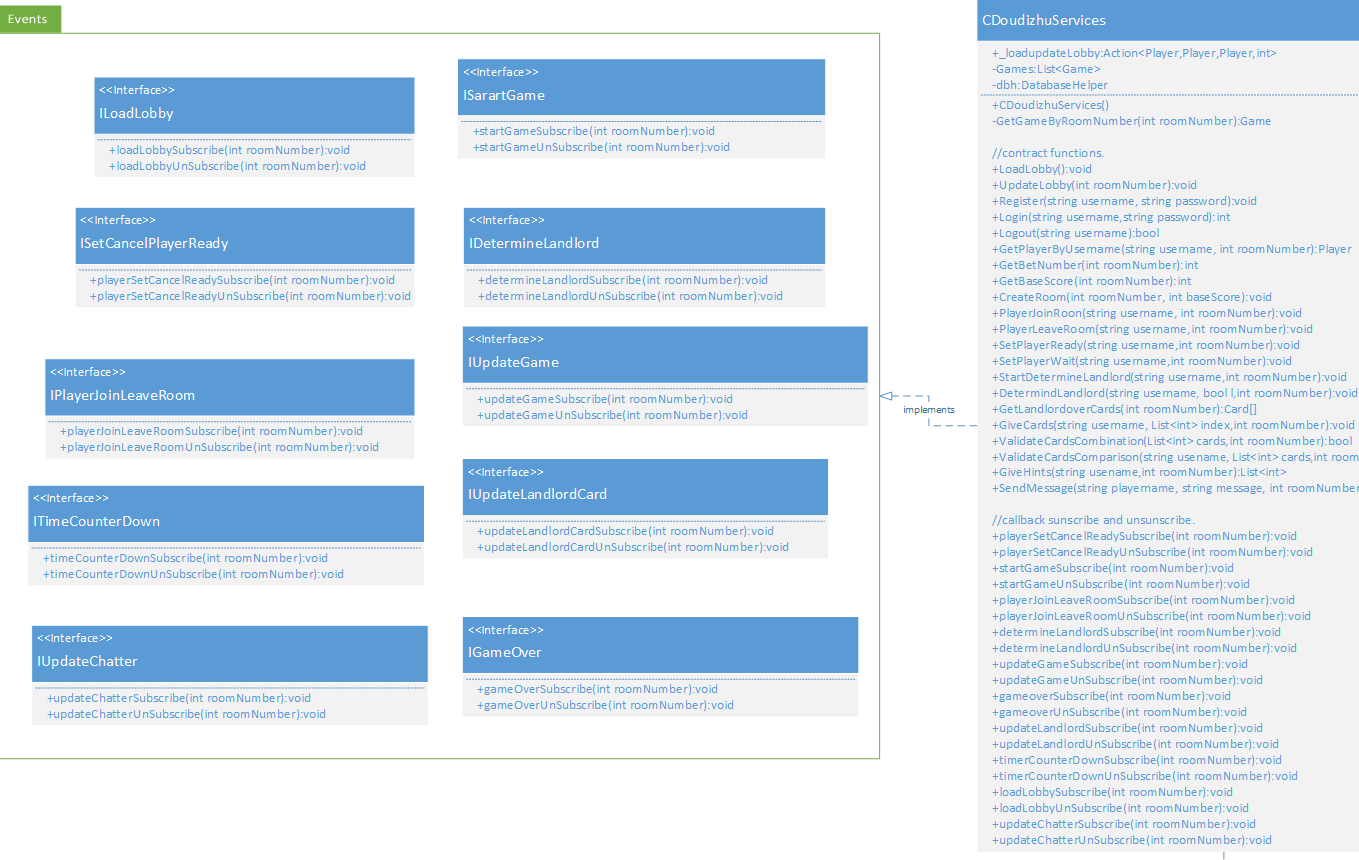 Events
<<Interface>>
ILoadLobby
+loadLobbySubscribe(int roomNumber):void
+loadLobbyUnSubscribe(int roomNumber):void
<<Interface>>
ISarartGame
+startGameSubscribe(int roomNumber):void
+startGameUnSubscribe(int roomNumber):void
<<Interface>>
ISetCancelPlayerReady
+playerSetCancelReadySubscribe(int roomNumber):void
+playerSetCancelReadyUnSubscribe(int roomNumber):void
<<Interface>>
IDetermineLandlord
+determineLandlordSubscribe(int roomNumber):void
+determineLandlordUnSubscribe(int roomNumber):void
<<Interface>>
IPlayerJoinLeaveRoom
+playerJoinLeaveRoomSubscribe(int roomNumber):void
+playerJoinLeaveRoomUnSubscribe(int roomNumber):void
<<Interface>>
IUpdateGame
+updateGameSubscribe(int roomNumber):void
+updateGameUnSubscribe(int roomNumber):void
<<Interface>>
ITimeCounterDown
+timeCounterDownSubscribe(int roomNumber):void
+timeCounterDownUnSubscribe(int roomNumber):void
<<Interface>>
IUpdateLandlordCard
+updateLandlordCardSubscribe(int roomNumber):void
+updateLandlordCardUnSubscribe(int roomNumber):void
<<Interface>>
IUpdateChatter
+updateChatterSubscribe(int roomNumber):void
+updateChatterUnSubscribe(int roomNumber):void
<<Interface>>
IGameOver
+gameOverSubscribe(int roomNumber):void
+gameOverUnSubscribe(int roomNumber):void
implements
CDoudizhuServices
+_loadupdateLobby:Action<Player,Player,Player,int>
-Games:List<Game>
-dbh:DatabaseHelper
+CDoudizhuServices()
-GetGameByRoomNumber(int roomNumber):Game
//contract functions.
+LoadLobby():void
+UpdateLobby(int roomNumber):void
+Register(string username, string password):void
+Login(string username,string password):int
+Logout(string username):bool
+GetPlayerByUsername(string username, int roomNumber):Player
+GetBetNumber(int roomNumber):int
+GetBaseScore(int roomNumber):int
+CreateRoom(int roomNumber, int baseScore):void
+PlayerJoinRoon(string username, int roomNumber):void
+PlayerLeaveRoom(string username,int roomNumber):void
+SetPlayerReady(string username,int roomNumber):void
+SetPlayerWait(string username,int roomNumber):void
+StartDetermineLandlord(string username,int roomNumber):void
+DetermindLandlord(string username, bool l,int roomNumber):void
+GetLandlordoverCards(int roomNumber):Card[]
+GiveCards(string username, List<int> index,int roomNumber):void
+ValidateCardsCombination(List<int> cards,int roomNumber):bool
+ValidateCardsComparison(string usename, List<int> cards,int room
+GiveHints(string usename,int roomNumber):List<int>
+SendMessage(string playername, string message, int roomNumber
//callback sunscribe and unsunscribe.
+playerSetCancelReadySubscribe(int roomNumber):void
+playerSetCancelReadyUnSubscribe(int roomNumber):void
+startGameSubscribe(int roomNumber):void
+startGameUnSubscribe(int roomNumber):void
+playerJoinLeaveRoomSubscribe(int roomNumber):void
+playerJoinLeaveRoomUnSubscribe(int roomNumber):void
+determineLandlordSubscribe(int roomNumber):void
+determineLandlordUnSubscribe(int roomNumber):void
+updateGameSubscribe(int roomNumber):void
+updateGameUnSubscribe(int roomNumber):void
+gameoverSubscribe(int roomNumber):void
+gameoverUnSubscribe(int roomNumber):void
+updateLandlordSubscribe(int roomNumber):void
+updateLandlordUnSubscribe(int roomNumber):void
+timerCounterDownSubscribe(int roomNumber):void
+timerCounterDownUnSubscribe(int roomNumber):void
+loadLobbySubscribe(int roomNumber):void
+loadLobbyUnSubscribe(int roomNumber):void
+updateChatterSubscribe(int roomNumber):void
+updateChatterUnSubscribe(int roomNumber):void